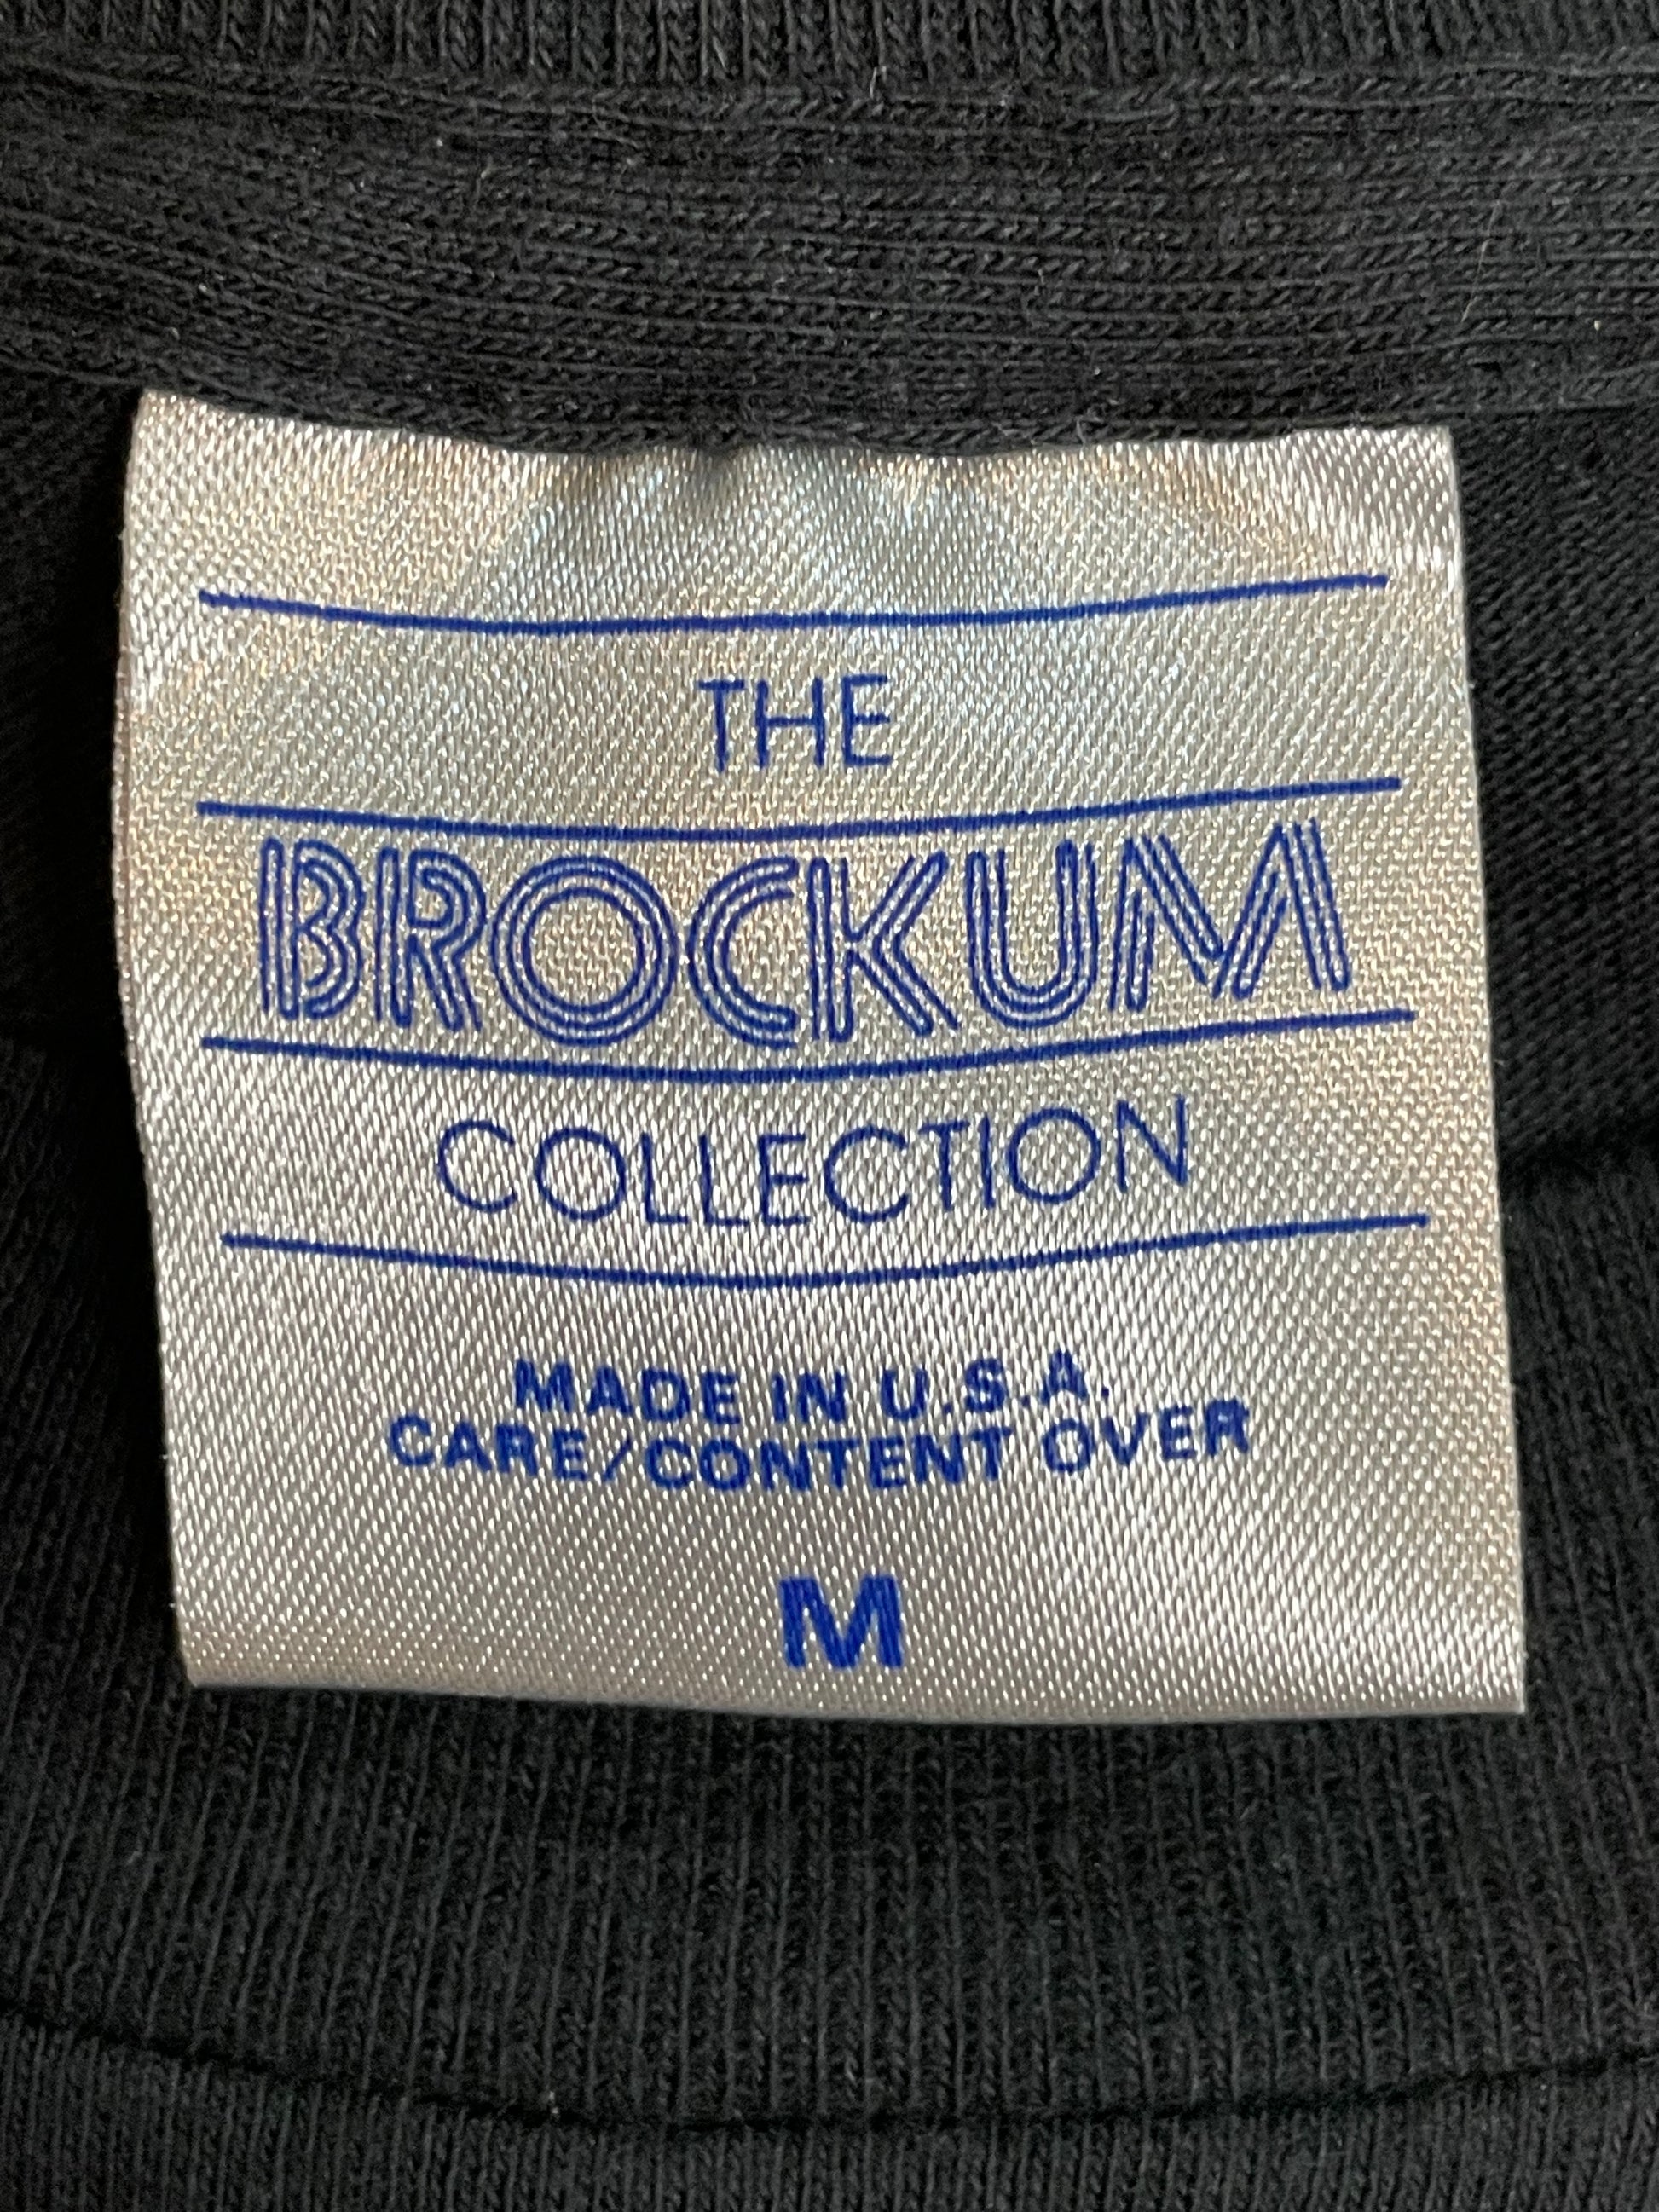 THE
BROCKUM
COLLECTION
MADE IN U.S.A.
CARE/CONTENT OVER
M